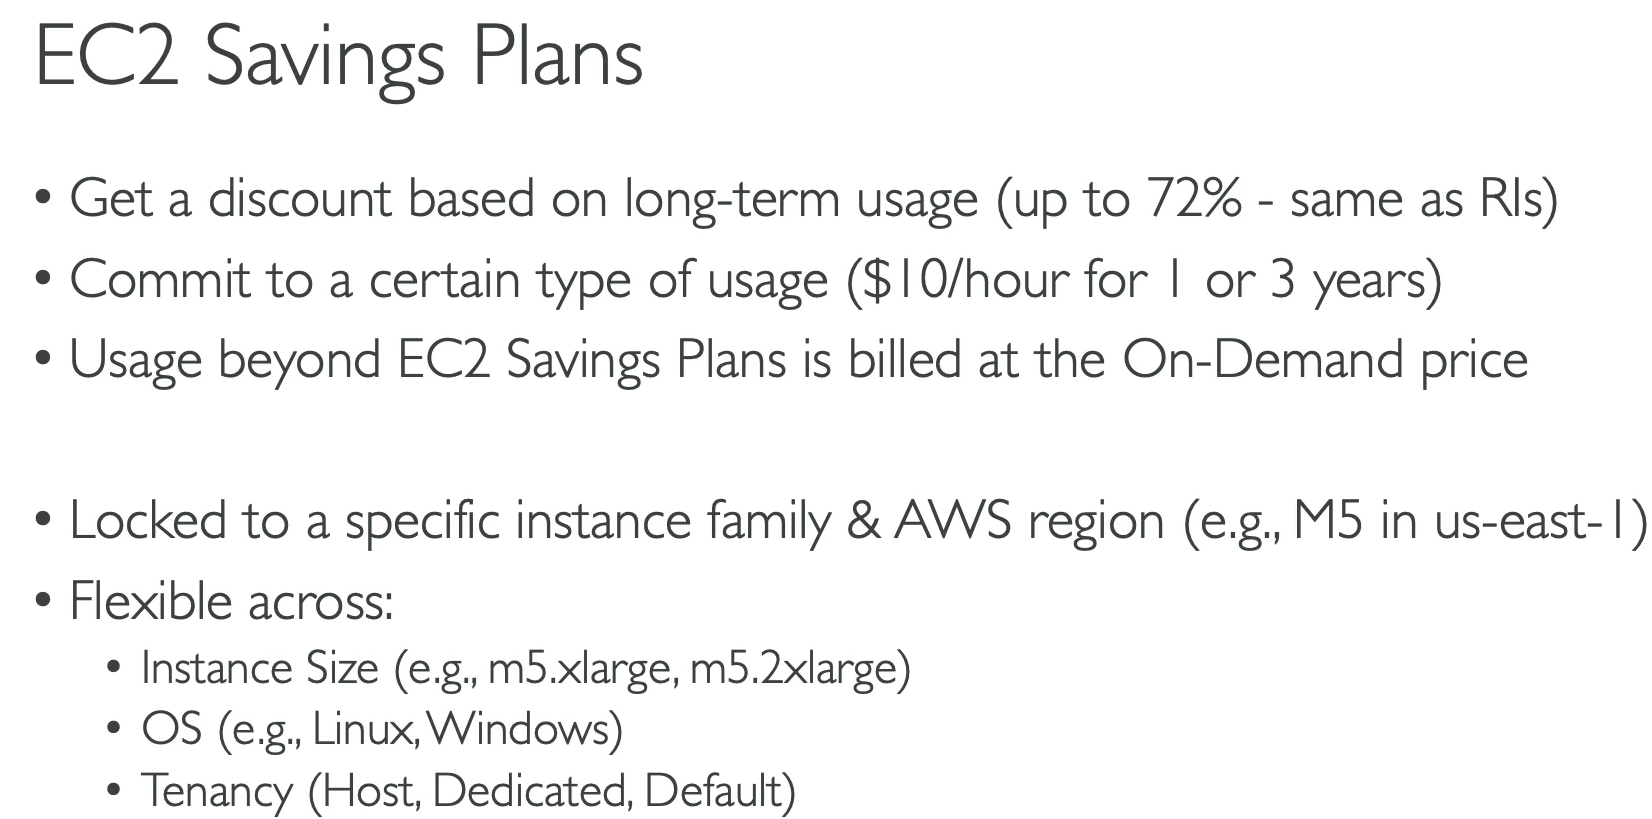 EC2 Savings Plans
• Get a discount based on long-term usage (up to 72% - same as RIs)
• Commit to a certain type of usage ($10/hour for 1 or 3 years)
• Usage beyond EC2 Savings Plans is billed at the On-Demand price
• Locked to a specific instance family & AWS region (e.g., M5 in us-east-1)
• Flexible across:
• Instance Size (e.g., m5.xlarge, m5.2xlarge)
• OS (e.g., Linux, Windows)
• Tenancy (Host, Dedicated, Default)